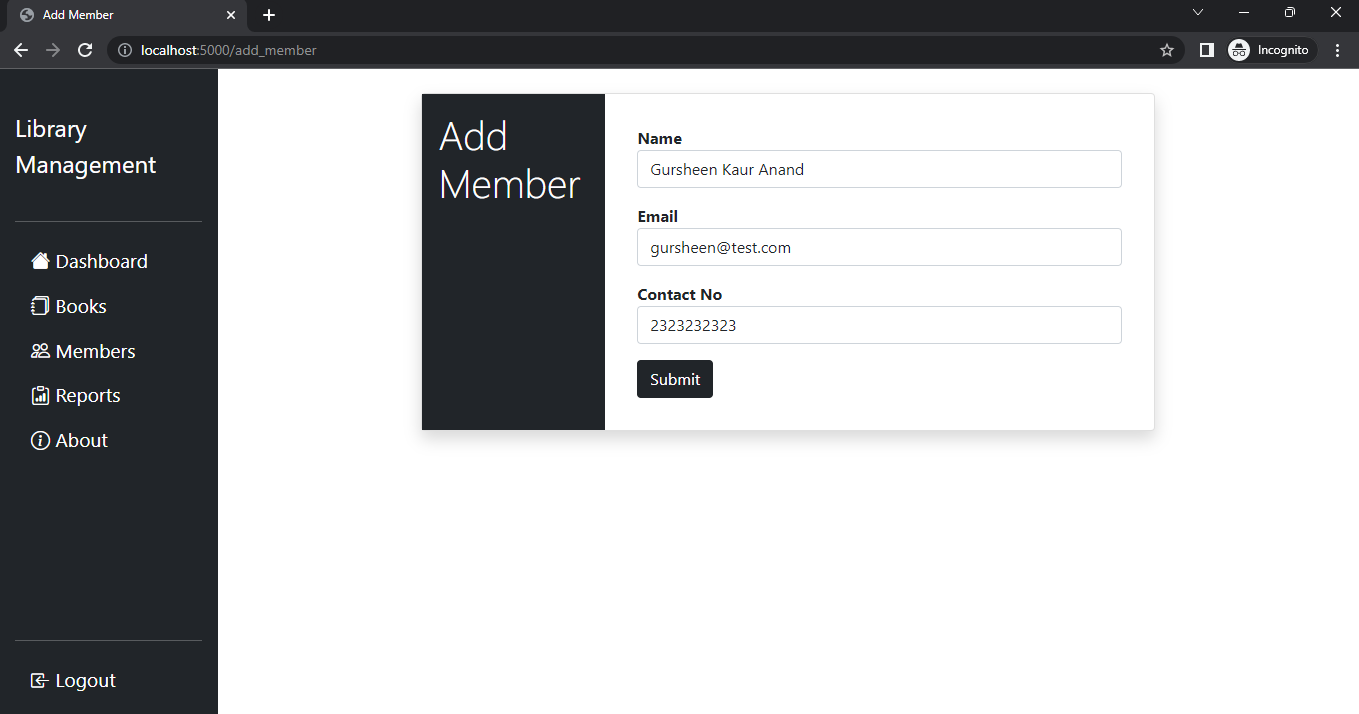 Add Member
localhost:5000/add_member
Incognito
Library
Management
Dashboard
Books
Members
Reports
About
Logout
Add
Member
Name
Gursheen Kaur Anand
Email
gursheen@test.com
Contact No
2323232323
Submit